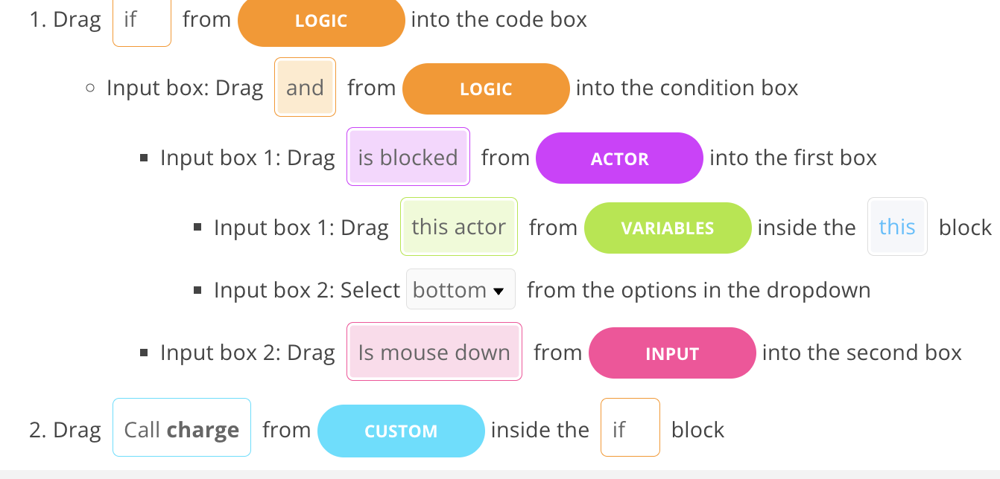 1. Drag if from LOGIC into the code box
Input box: Drag and from LOGIC into the condition box
Input box 1: Drag is blocked from ACTOR into the first box
Input box 1: Drag this actor from VARIABLES inside the this block
Input box 2: Select bottom from the options in the dropdown
Input box 2: Drag Is mouse down from INPUT into the second box
2. Drag Call charge from CUSTOM inside the if block